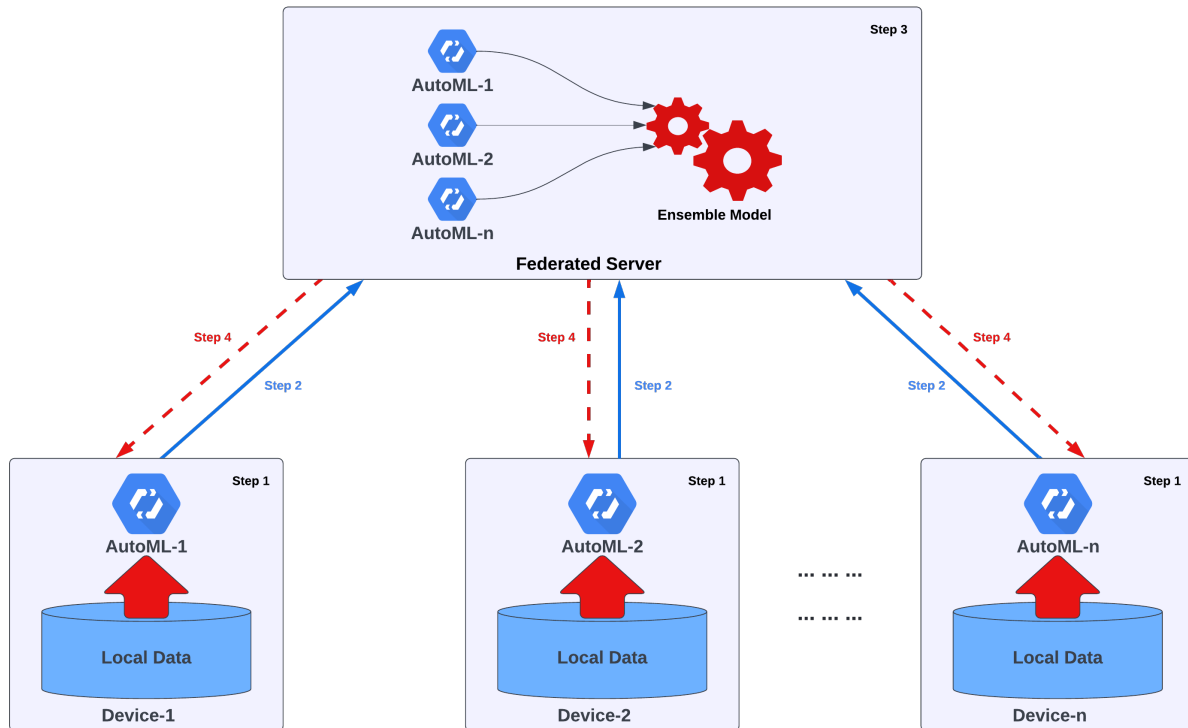 Step 3
AutoML-1
AutoML-2
AutoML-n
Ensemble Model
Federated Server
Step 4
Step 2
Step 4
Step 2
Step 4
Step 2
Step 1
AutoML-1
Local Data
Device-1
Step 1
AutoML-2
Local Data
Device-2
... ... ...
... ... ...
Step 1
AutoML-n
Local Data
Device-n